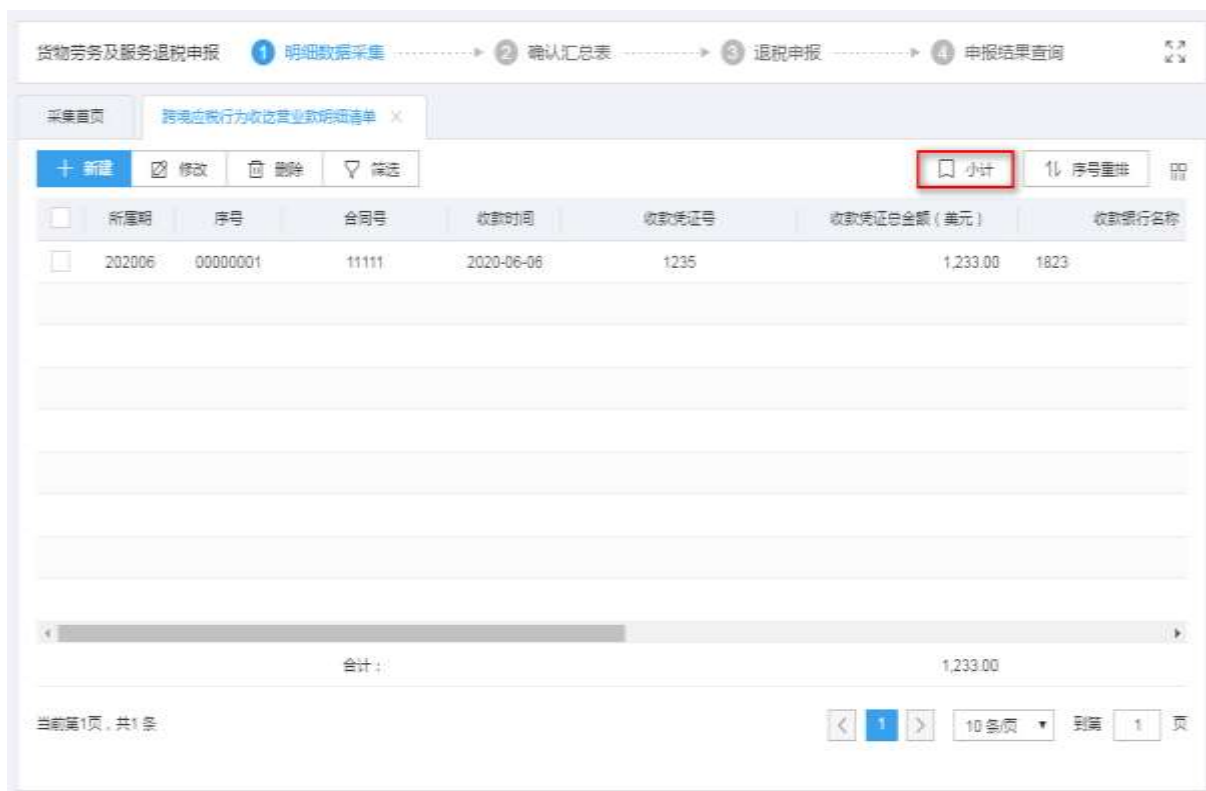 货物劳务及服务退税申报 1 明细数据采集 2 确认汇总表 3 退税申报 4 申报结果查询
采集首页 跨境应税行为收讫营业款明细清单
新建 修改 删除 筛选 小计 序号重排
所属期 序号 合同号 收款时间 收款凭证号 收款凭证总金额(美元) 收款银行名称
202006 00000001 11111 2020-06-06 1235 1,233.00 1823
合计: 1,233.00
当前第1页,共1条 1 10条/页 到第 1 页